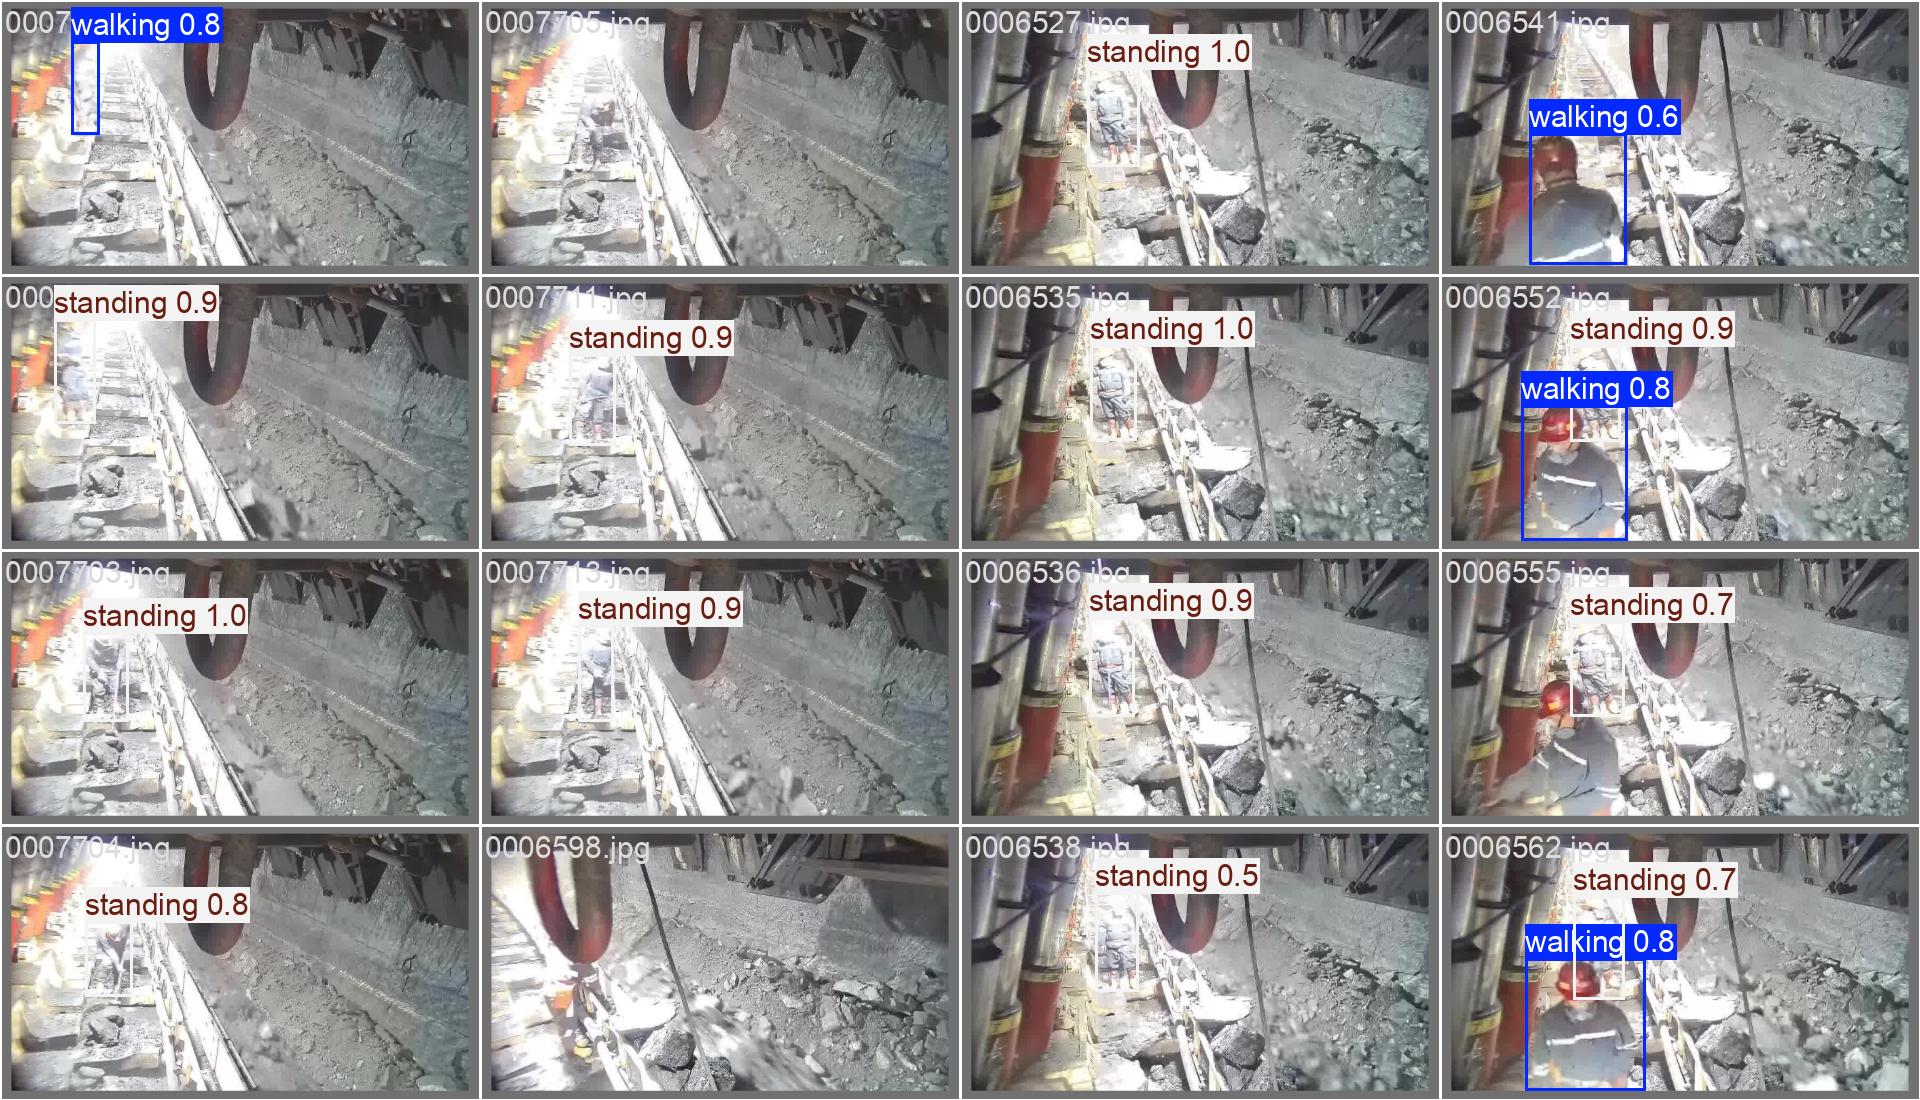 0007
walking 0.8
0007705.jpg
0006527.jpg
standing 1.0
0006541.jpg
walking 0.6
000
standing 0.9
0007711.jpg
standing 0.9
0006535.jpg
standing 1.0
0006552.jpg
standing 0.9
walking 0.8
0007703.jpg
standing 1.0
0007713.jpg
standing 0.9
0006536.jpg
standing 0.9
0006555.jpg
standing 0.7
0007704.jpg
standing 0.8
0006598.jpg
0006538.jpg
standing 0.5
0006562.jpg
standing 0.7
walking 0.8